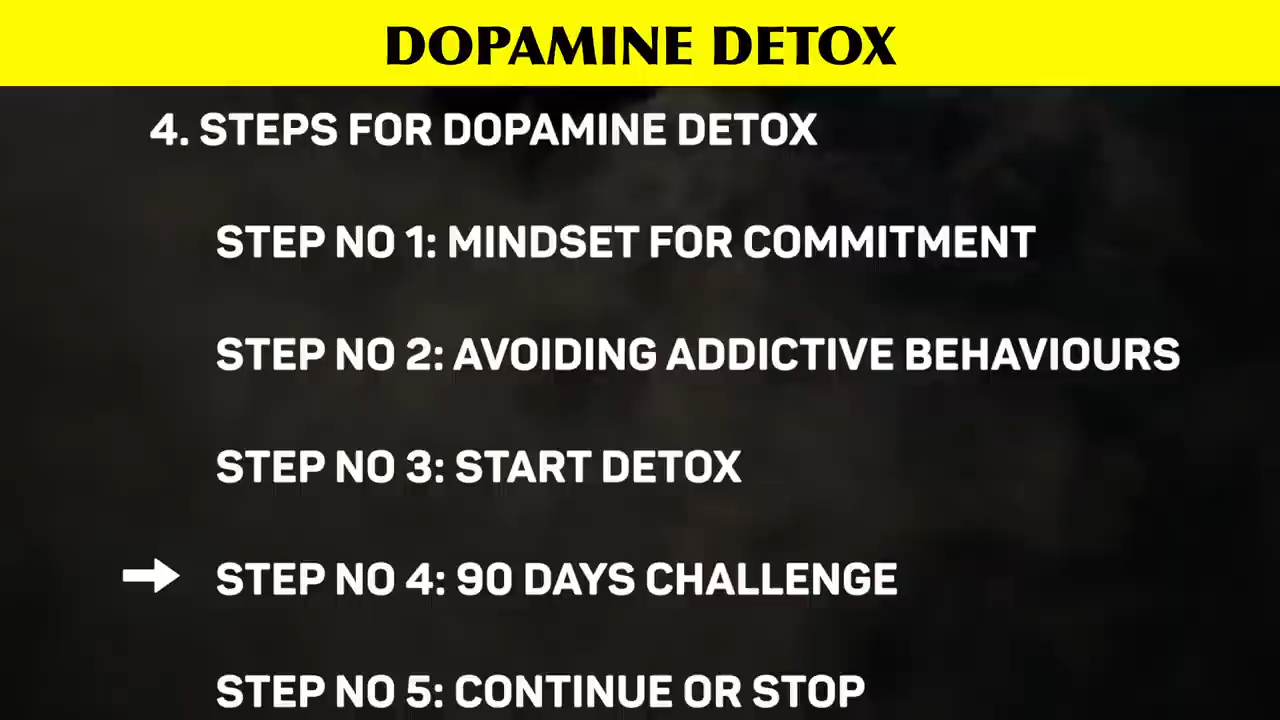 DOPAMINE DETOX
4. STEPS FOR DOPAMINE DETOX
STEP NO 1: MINDSET FOR COMMITMENT
STEP NO 2: AVOIDING ADDICTIVE BEHAVIOURS
STEP NO 3: START DETOX
STEP NO 4: 90 DAYS CHALLENGE
STEP NO 5: CONTINUE OR STOP